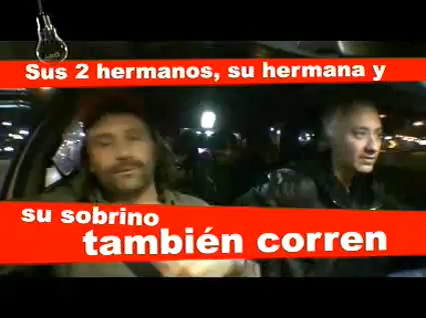 Sus 2 hermanos, su hermana y
su sobrino
también corren